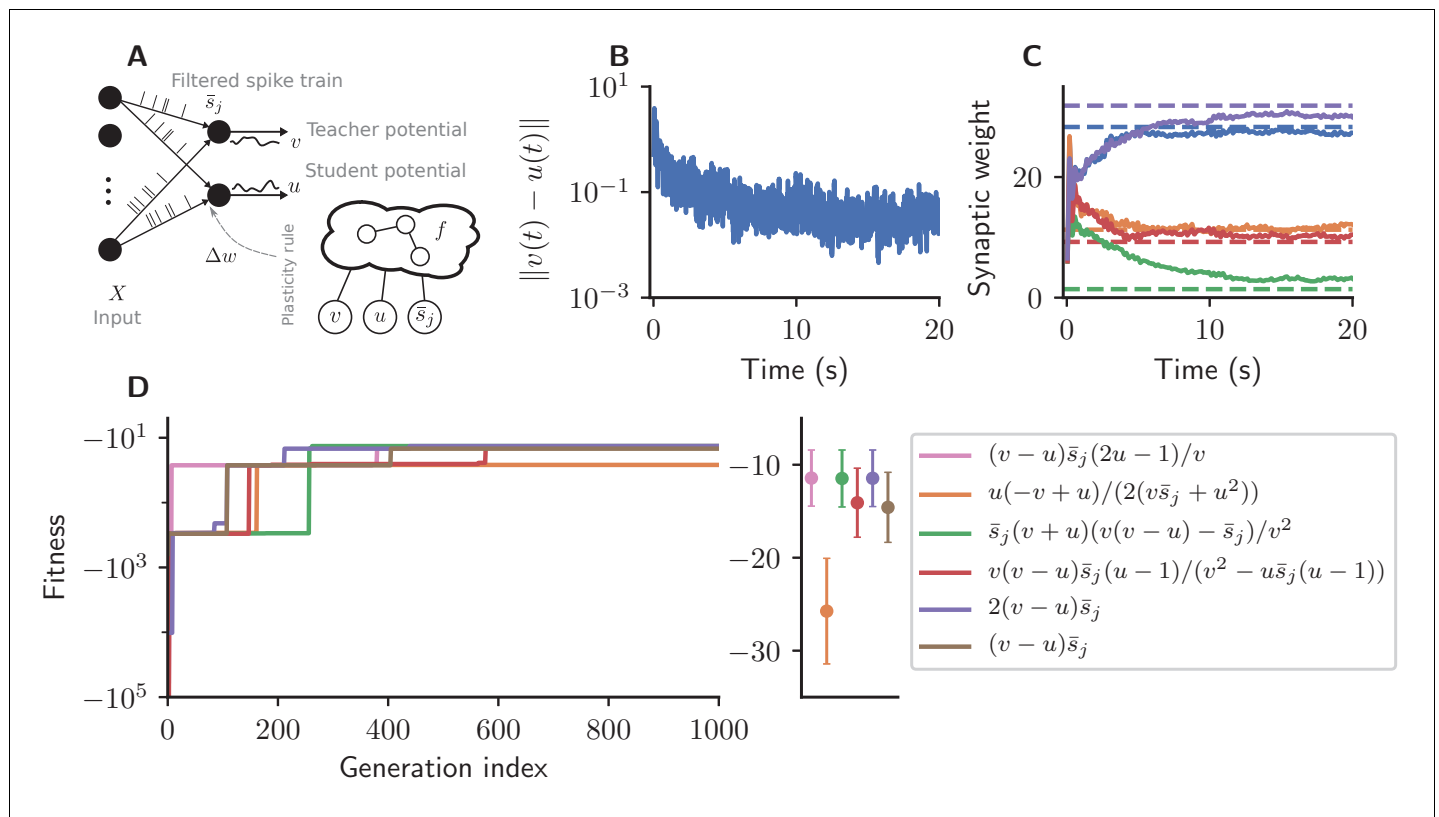 A
Filtered spike train
s̄_j
Teacher potential
v
Student potential
u
Δw
Plasticity rule
f
X
Input
v
u
s̄_j
B
10^1
10^{-1}
10^{-3}
‖v(t) − u(t)‖
0
10
20
Time (s)
C
Synaptic weight
20
0
0
10
20
Time (s)
D
Fitness
−10^1
−10^3
−10^5
0
200
400
600
800
1000
Generation index
−10
−20
−30
(v − u)s̄_j(2u − 1)/v
u(−v + u)/(2(vs̄_j + u^2))
s̄_j(v + u)(v(v − u) − s̄_j)/v^2
v(v − u)s̄_j(u − 1)/(v^2 − us̄_j(u − 1))
2(v − u)s̄_j
(v − u)s̄_j